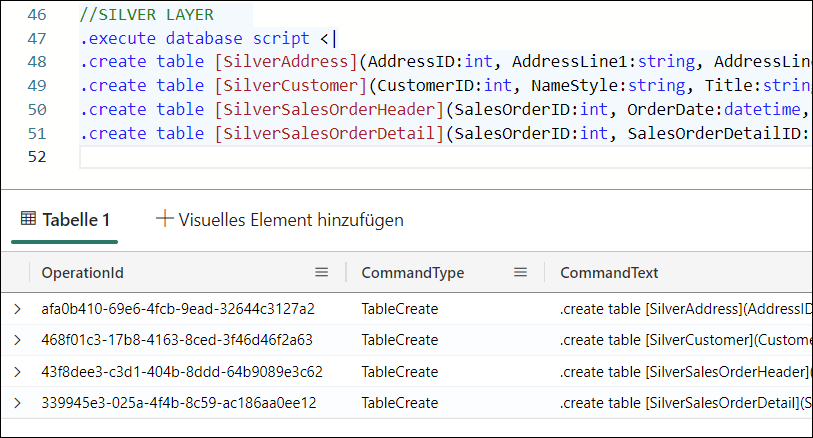 46 //SILVER LAYER
47 .execute database script <|
48 .create table [SilverAddress](AddressID:int, AddressLine1:string, AddressLin
49 .create table [SilverCustomer](CustomerID:int, NameStyle:string, Title:string
50 .create table [SilverSalesOrderHeader](SalesOrderID:int, OrderDate:datetime,
51 .create table [SilverSalesOrderDetail](SalesOrderID:int, SalesOrderDetailID:
52
Tabelle 1 + Visuelles Element hinzufügen
OperationId CommandType CommandText
afa0b410-69e6-4fcb-9ead-32644c3127a2 TableCreate .create table [SilverAddress](AddressID
468f01c3-17b8-4163-8ced-3f46d46f2a63 TableCreate .create table [SilverCustomer](Custome
43f8dee3-c3d1-404b-8ddd-64b9089e3c62 TableCreate .create table [SilverSalesOrderHeader](
339945e3-025a-4f4b-8c59-ac186aa0ee12 TableCreate .create table [SilverSalesOrderDetail](S